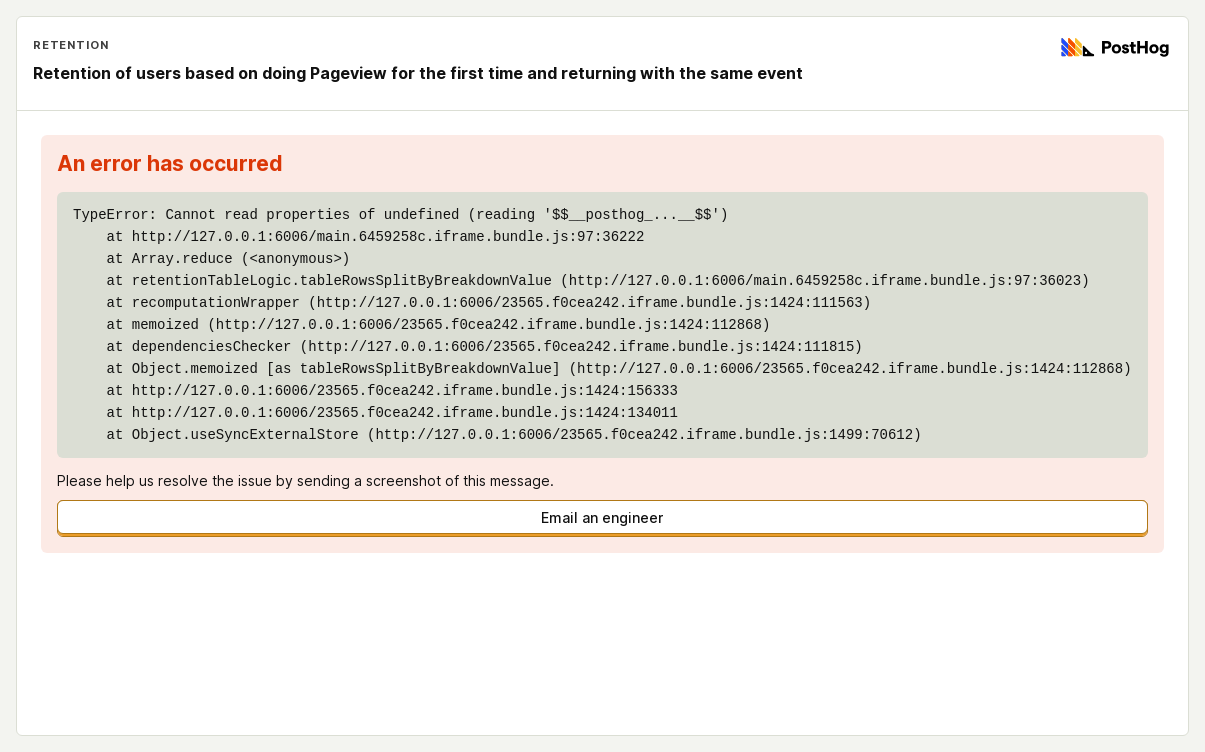 RETENTION
PostHog
Retention of users based on doing Pageview for the first time and returning with the same event
An error has occurred
TypeError: Cannot read properties of undefined (reading '$$__posthog_...__$$')
    at http://127.0.0.1:6006/main.6459258c.iframe.bundle.js:97:36222
    at Array.reduce (<anonymous>)
    at retentionTableLogic.tableRowsSplitByBreakdownValue (http://127.0.0.1:6006/main.6459258c.iframe.bundle.js:97:36023)
    at recomputationWrapper (http://127.0.0.1:6006/23565.f0cea242.iframe.bundle.js:1424:111563)
    at memoized (http://127.0.0.1:6006/23565.f0cea242.iframe.bundle.js:1424:112868)
    at dependenciesChecker (http://127.0.0.1:6006/23565.f0cea242.iframe.bundle.js:1424:111815)
    at Object.memoized [as tableRowsSplitByBreakdownValue] (http://127.0.0.1:6006/23565.f0cea242.iframe.bundle.js:1424:112868)
    at http://127.0.0.1:6006/23565.f0cea242.iframe.bundle.js:1424:156333
    at http://127.0.0.1:6006/23565.f0cea242.iframe.bundle.js:1424:134011
    at Object.useSyncExternalStore (http://127.0.0.1:6006/23565.f0cea242.iframe.bundle.js:1499:70612)
Please help us resolve the issue by sending a screenshot of this message.
Email an engineer